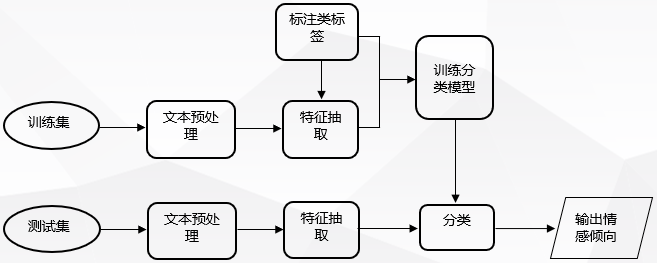 标注类标
签
训练分
类模型
训练集
文本预处
理
特征抽
取
测试集
文本预处
理
特征抽
取
分类
输出情
感倾向